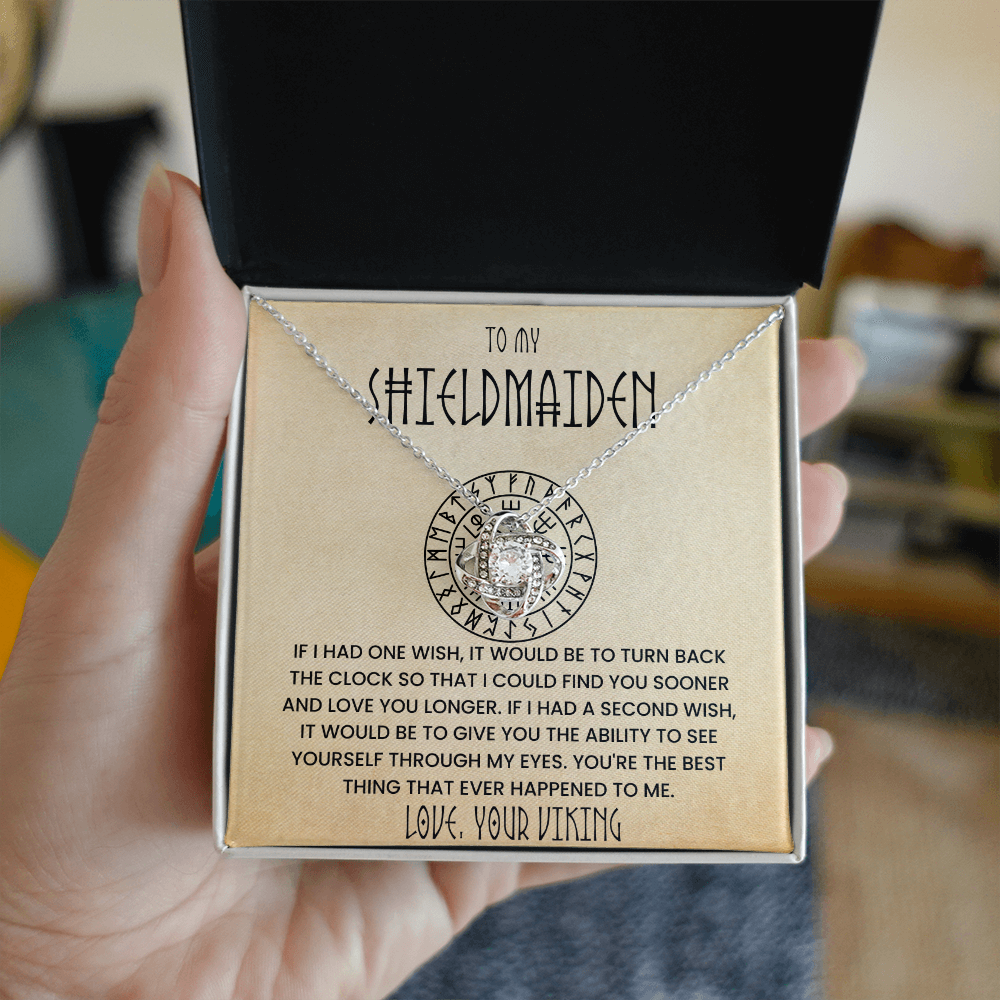 TO MY
SHIELDMAIDEN
IF I HAD ONE WISH, IT WOULD BE TO TURN BACK
THE CLOCK SO THAT I COULD FIND YOU SOONER
AND LOVE YOU LONGER. IF I HAD A SECOND WISH,
IT WOULD BE TO GIVE YOU THE ABILITY TO SEE
YOURSELF THROUGH MY EYES. YOU'RE THE BEST
THING THAT EVER HAPPENED TO ME.
LOVE, YOUR VIKING